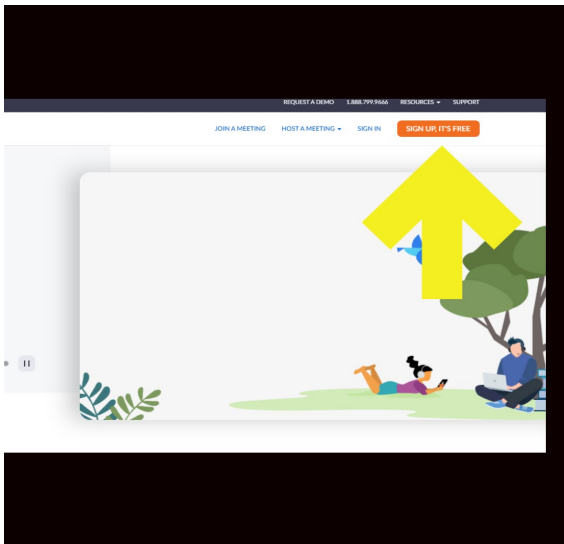 REQUEST A DEMO 1.888.799.9666 RESOURCES SUPPORT
JOIN A MEETING HOST A MEETING SIGN IN SIGN UP, IT'S FREE